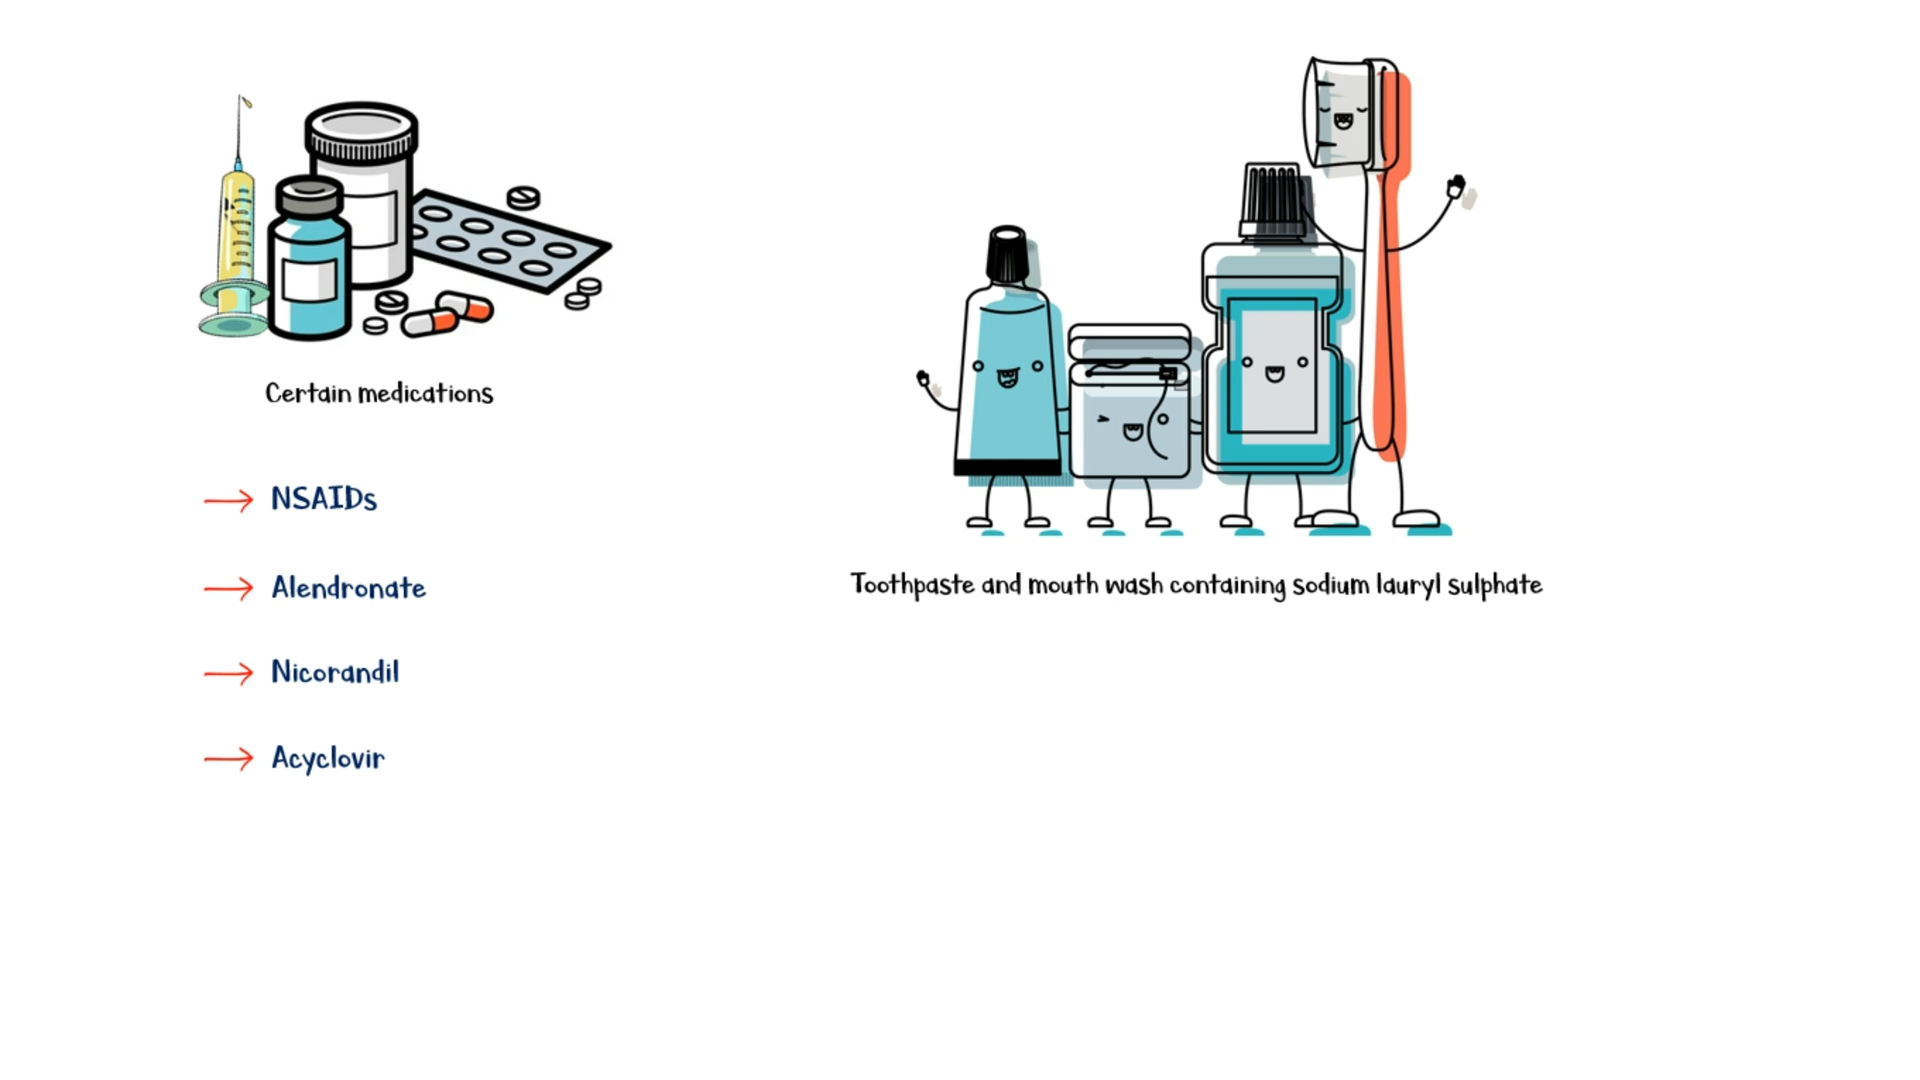 Certain medications
NSAIDs
Alendronate
Nicorandil
Acyclovir
Toothpaste and mouth wash containing sodium lauryl sulphate